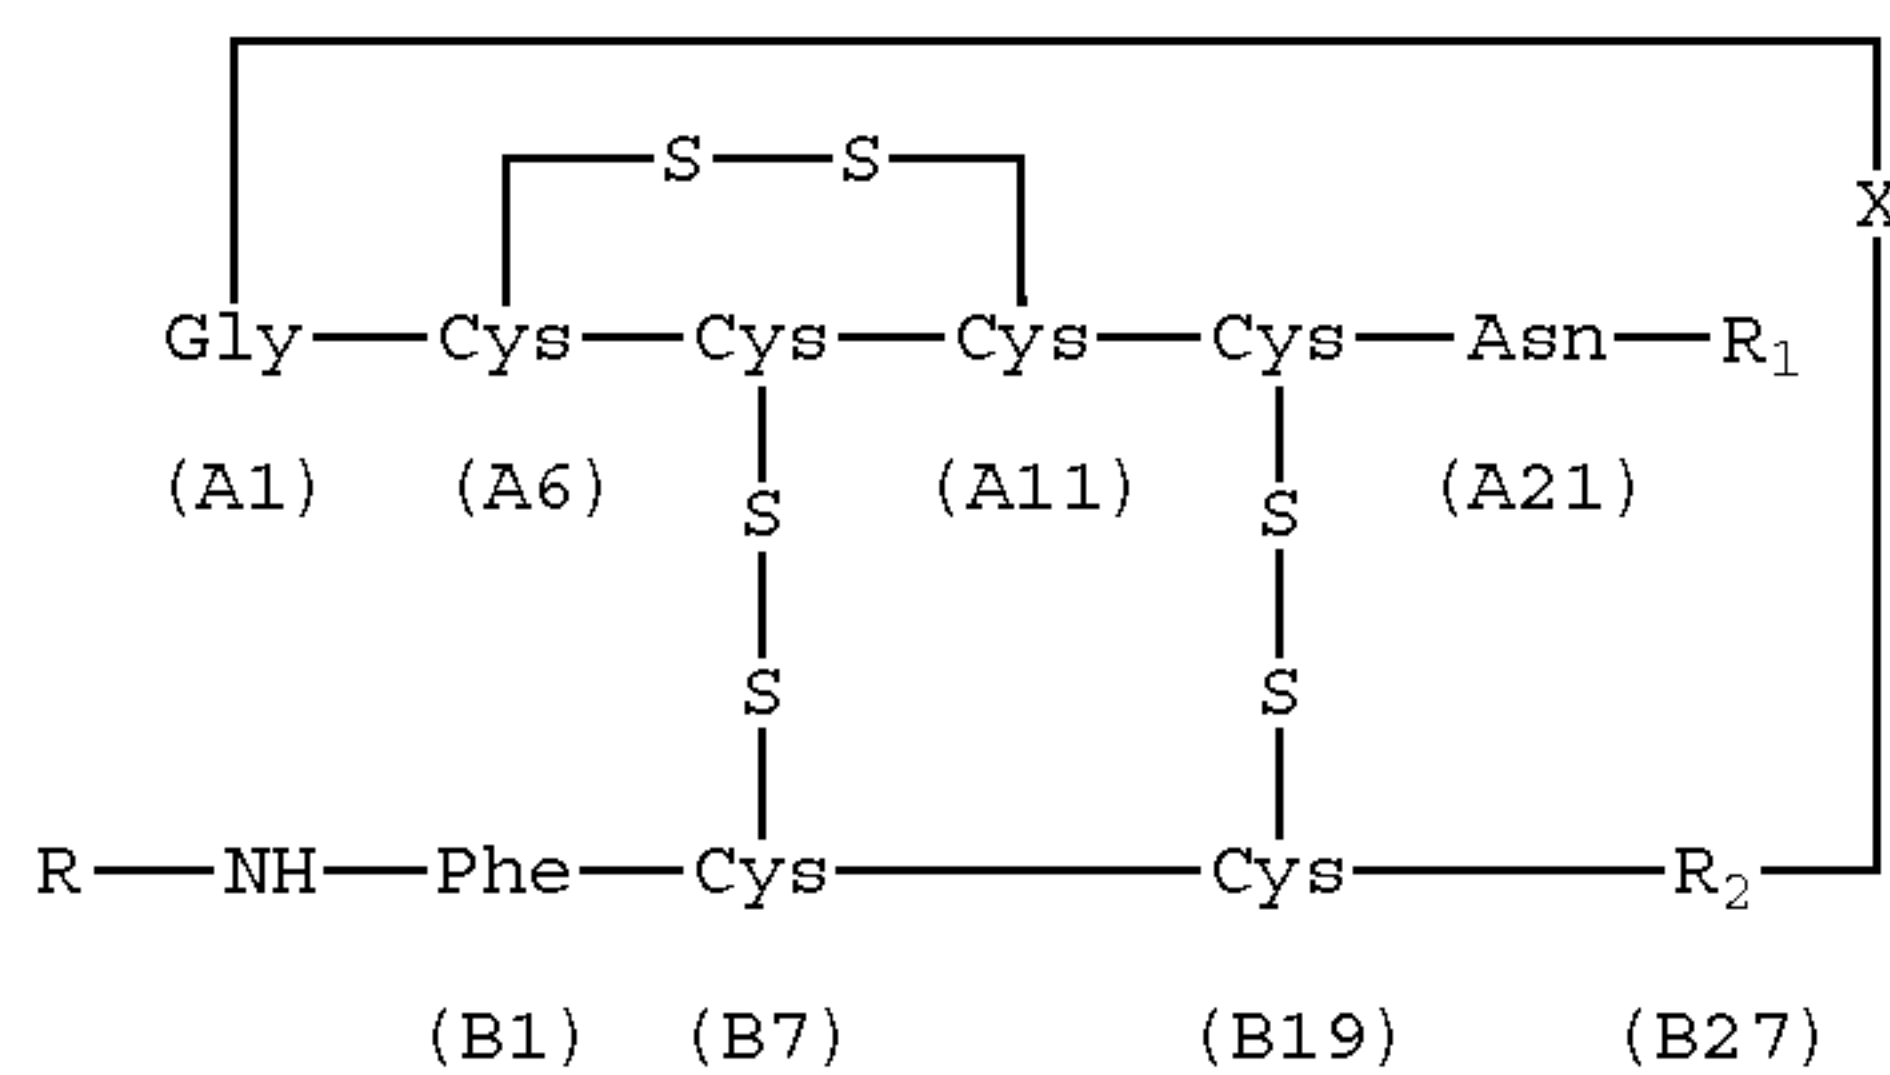 S S
X
Gly Cys Cys Cys Cys Asn R₁
(A1) (A6) (A11) (A21)
S S
S S
R NH Phe Cys Cys R₂
(B1) (B7) (B19) (B27)